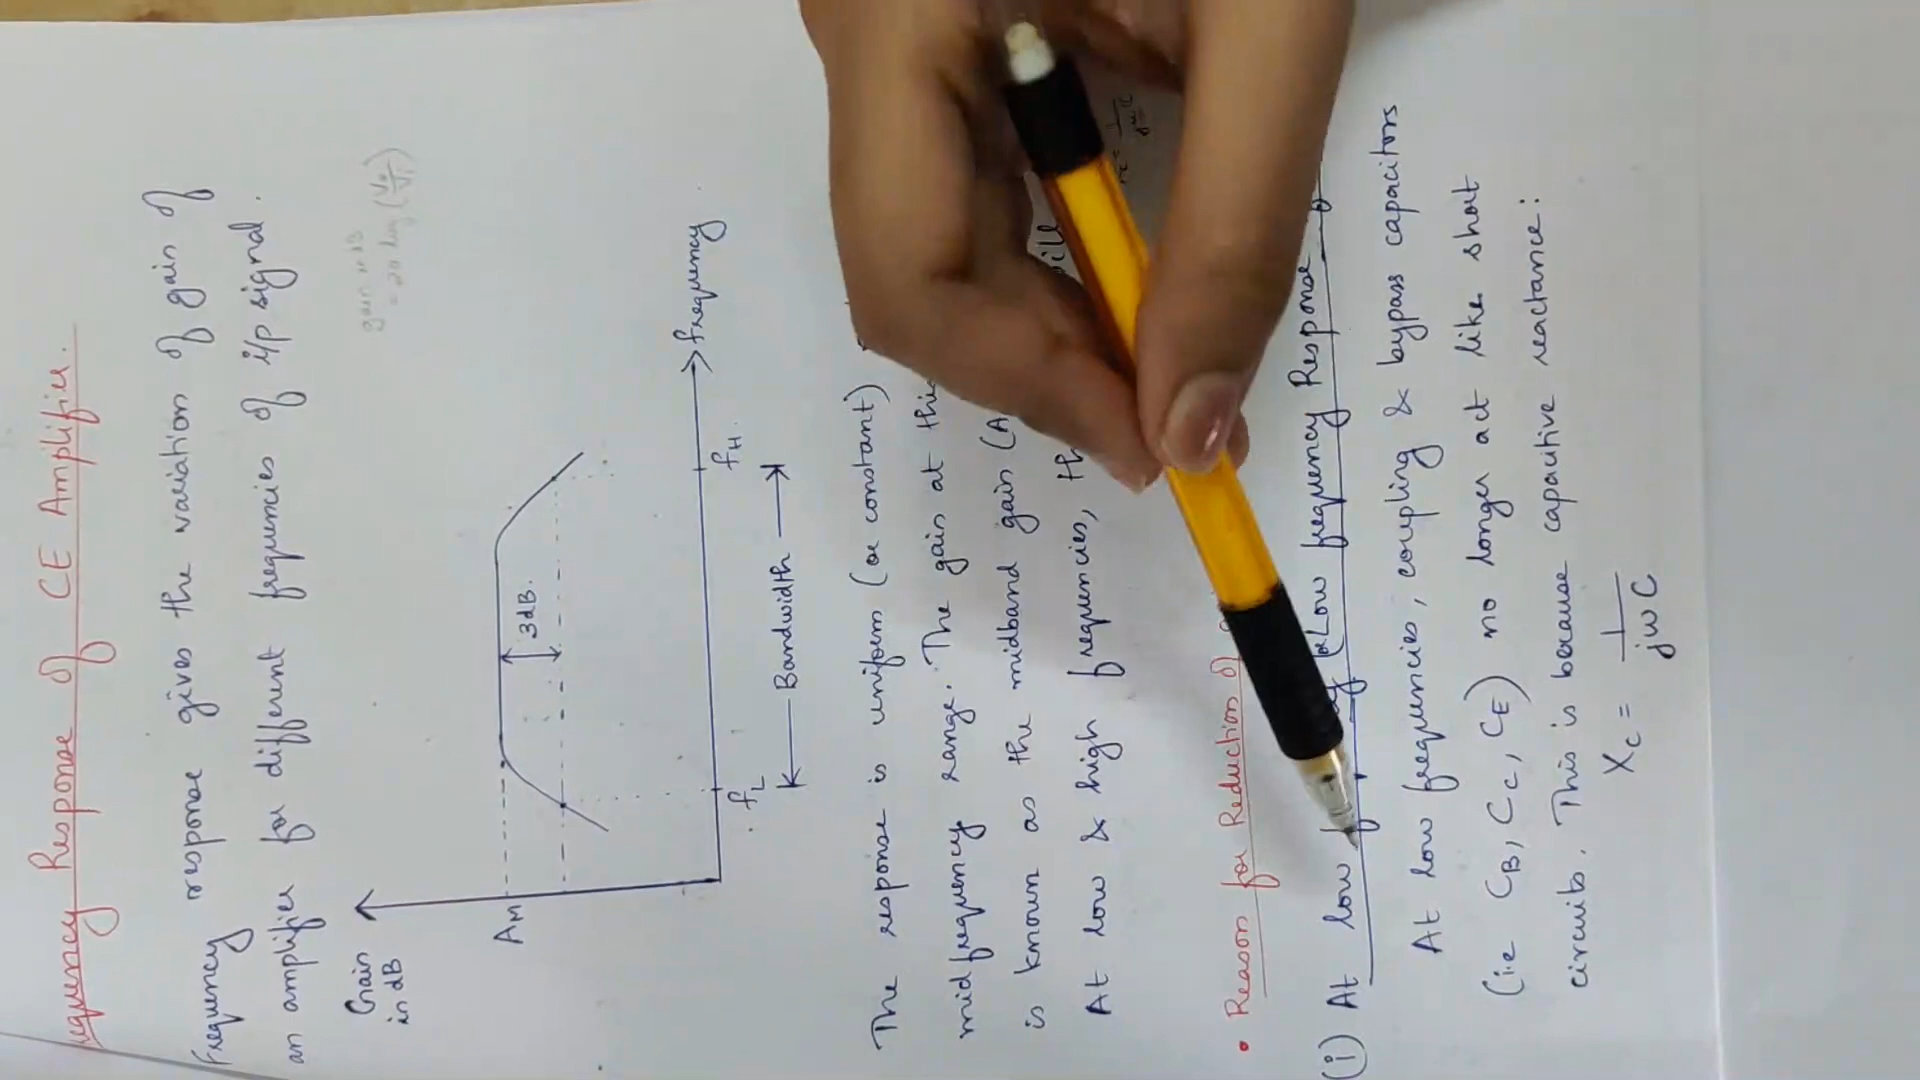 Frequency Response of CE Amplifier.
Frequency response gives the variation of gain of
an amplifier for different frequencies of i/p signal.
gain in dB
= 20 log (Vo/Vi)
Gain
in dB
AM
3dB.
fL
fH.
frequency
Bandwidth
The response is uniform (or constant)
midfrequency range. The gain at this
is known as the midband gain (A
At low & high frequencies, th
• Reason for Reduction of
(i) At low (or Low frequency Response
At low frequencies, coupling & bypass capacitors
(ie CB, CC, CE) no longer act like short
circuits. This is because capacitive reactance:
Xc = 1/jωC